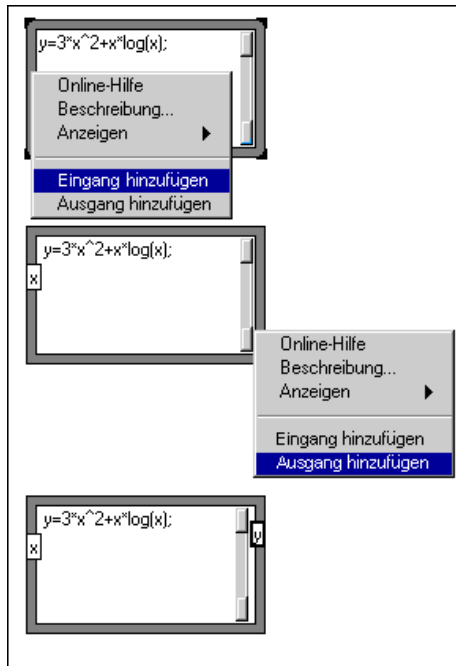 y=3*x^2+x*log(x);
Online-Hilfe
Beschreibung...
Anzeigen
Eingang hinzufügen
Ausgang hinzufügen
y=3*x^2+x*log(x);
x
Online-Hilfe
Beschreibung...
Anzeigen
Eingang hinzufügen
Ausgang hinzufügen
y=3*x^2+x*log(x);
x
y